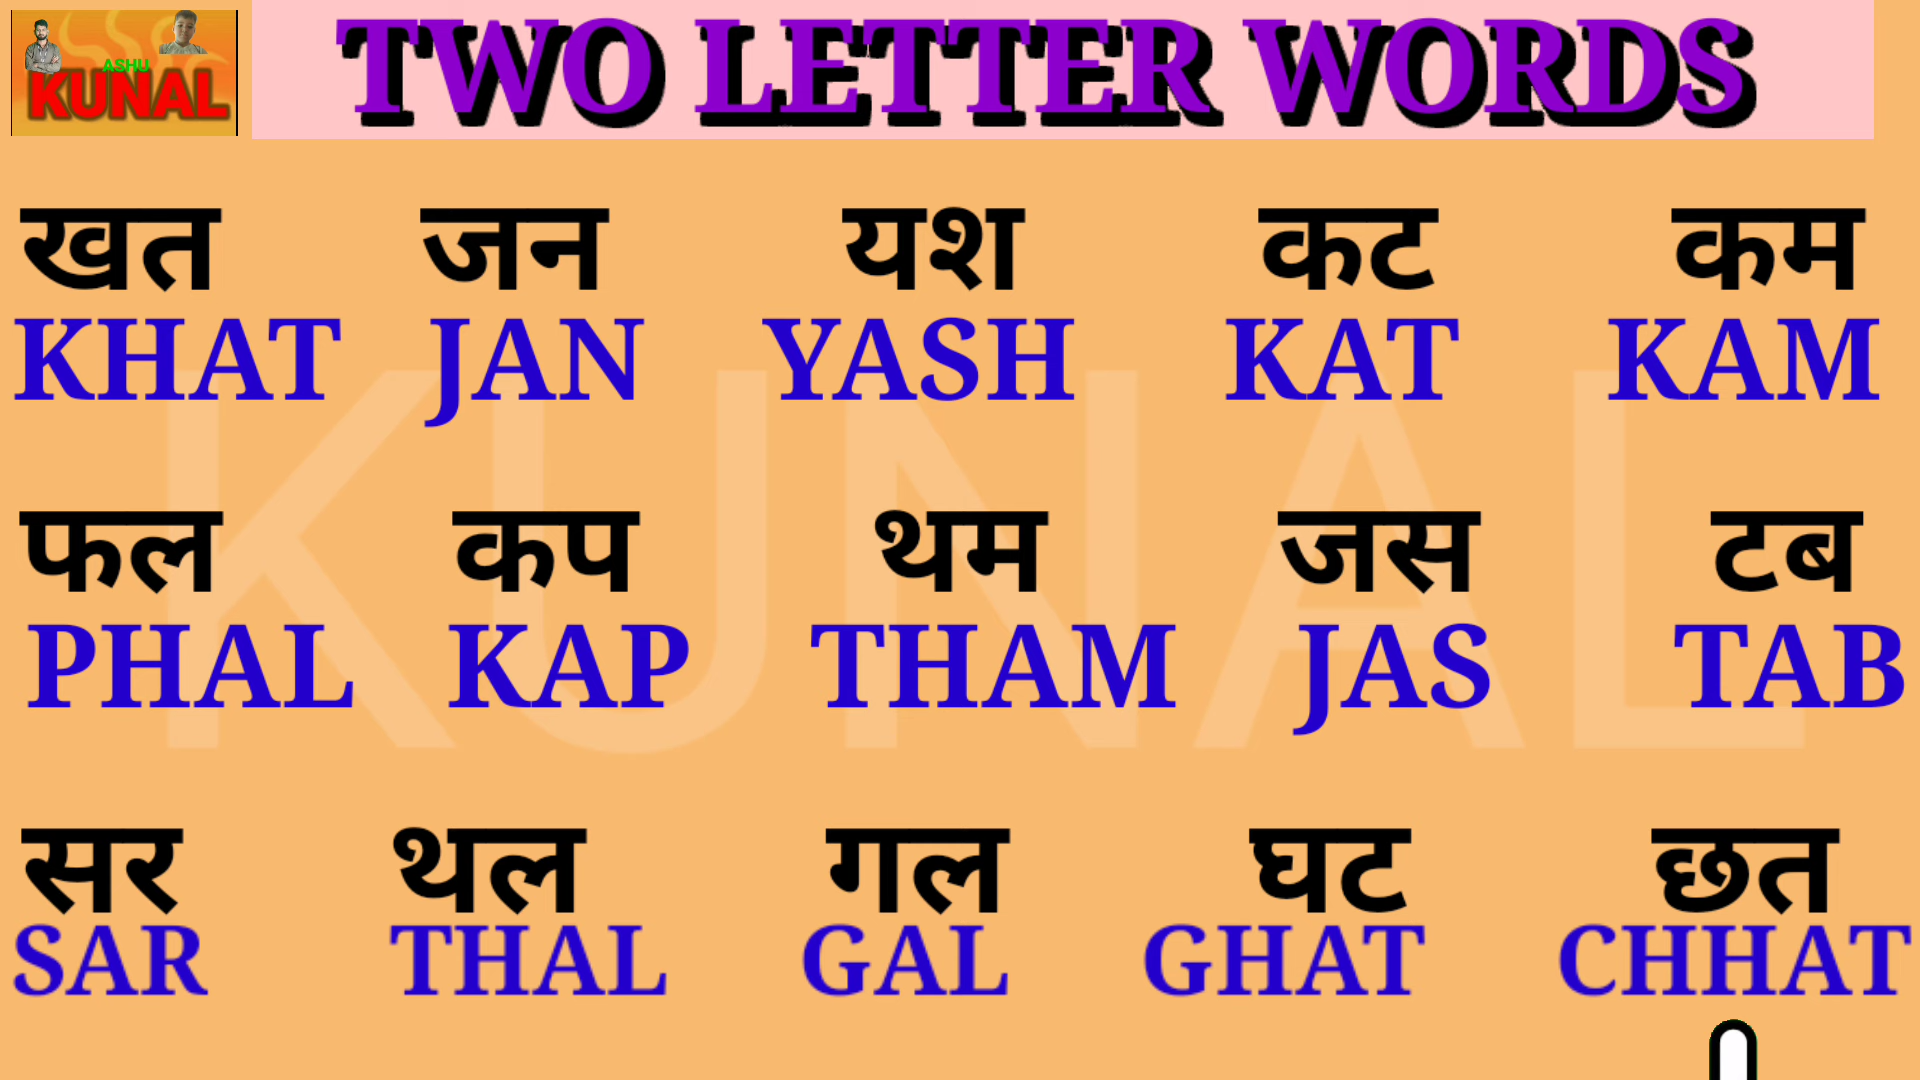 ASHU
KUNAL
TWO LETTER WORDS
खत जन यश कट कम
KHAT JAN YASH KAT KAM
फल कप थम जस टब
PHAL KAP THAM JAS TAB
सर थल गल घट छत
SAR THAL GAL GHAT CHHAT
KUNAL